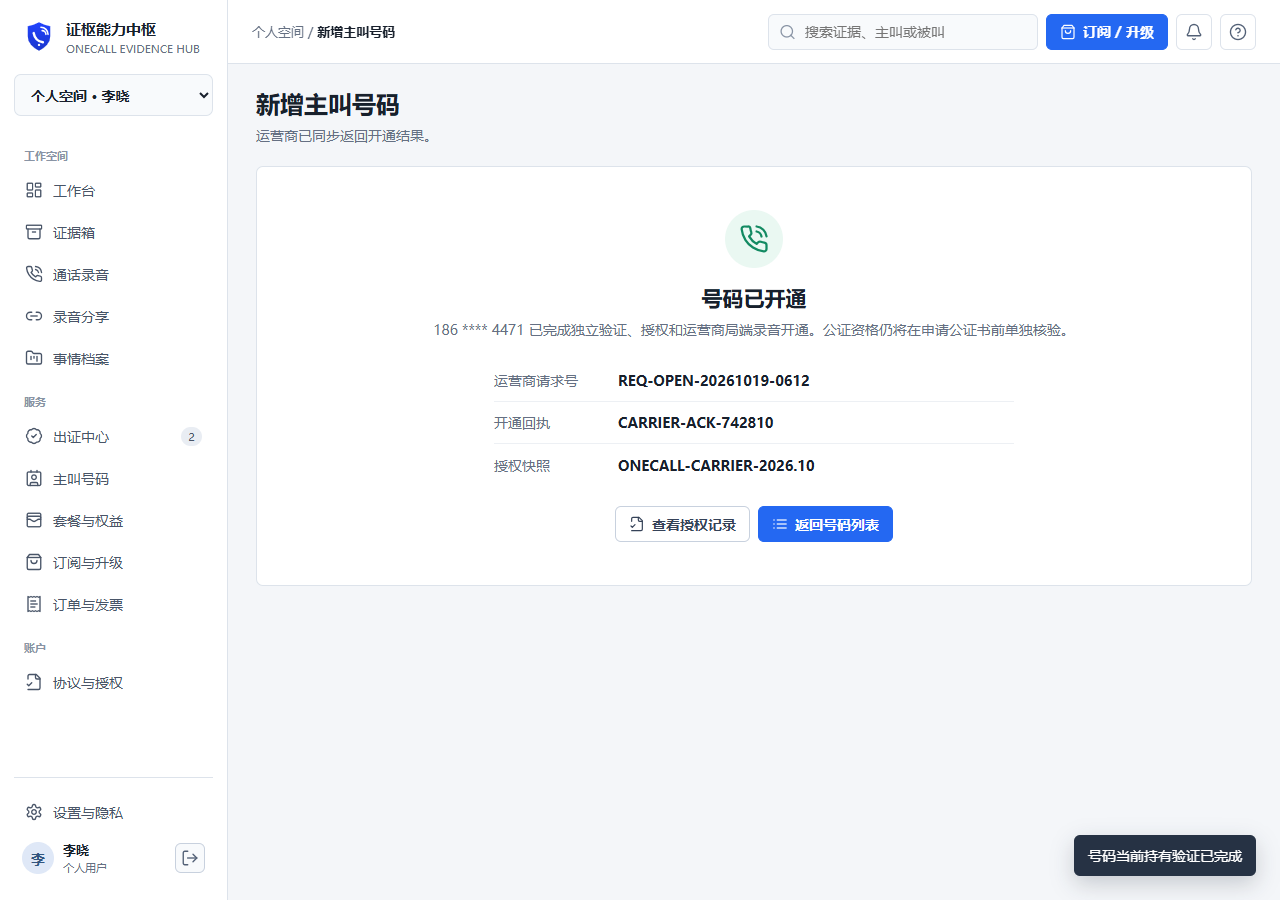 证枢能力中枢
ONECALL EVIDENCE HUB
个人空间 • 李晓
工作空间
工作台
证据箱
通话录音
录音分享
事情档案
服务
出证中心
2
主叫号码
套餐与权益
订阅与升级
订单与发票
账户
协议与授权
设置与隐私
李
李晓
个人用户
个人空间 / 新增主叫号码
搜索证据、主叫或被叫
订阅 / 升级
新增主叫号码
运营商已同步返回开通结果。
号码已开通
186 **** 4471 已完成独立验证、授权和运营商局端录音开通。公证资格仍将在申请公证书前单独核验。
运营商请求号 REQ-OPEN-20261019-0612
开通回执 CARRIER-ACK-742810
授权快照 ONECALL-CARRIER-2026.10
查看授权记录
返回号码列表
号码当前持有验证已完成